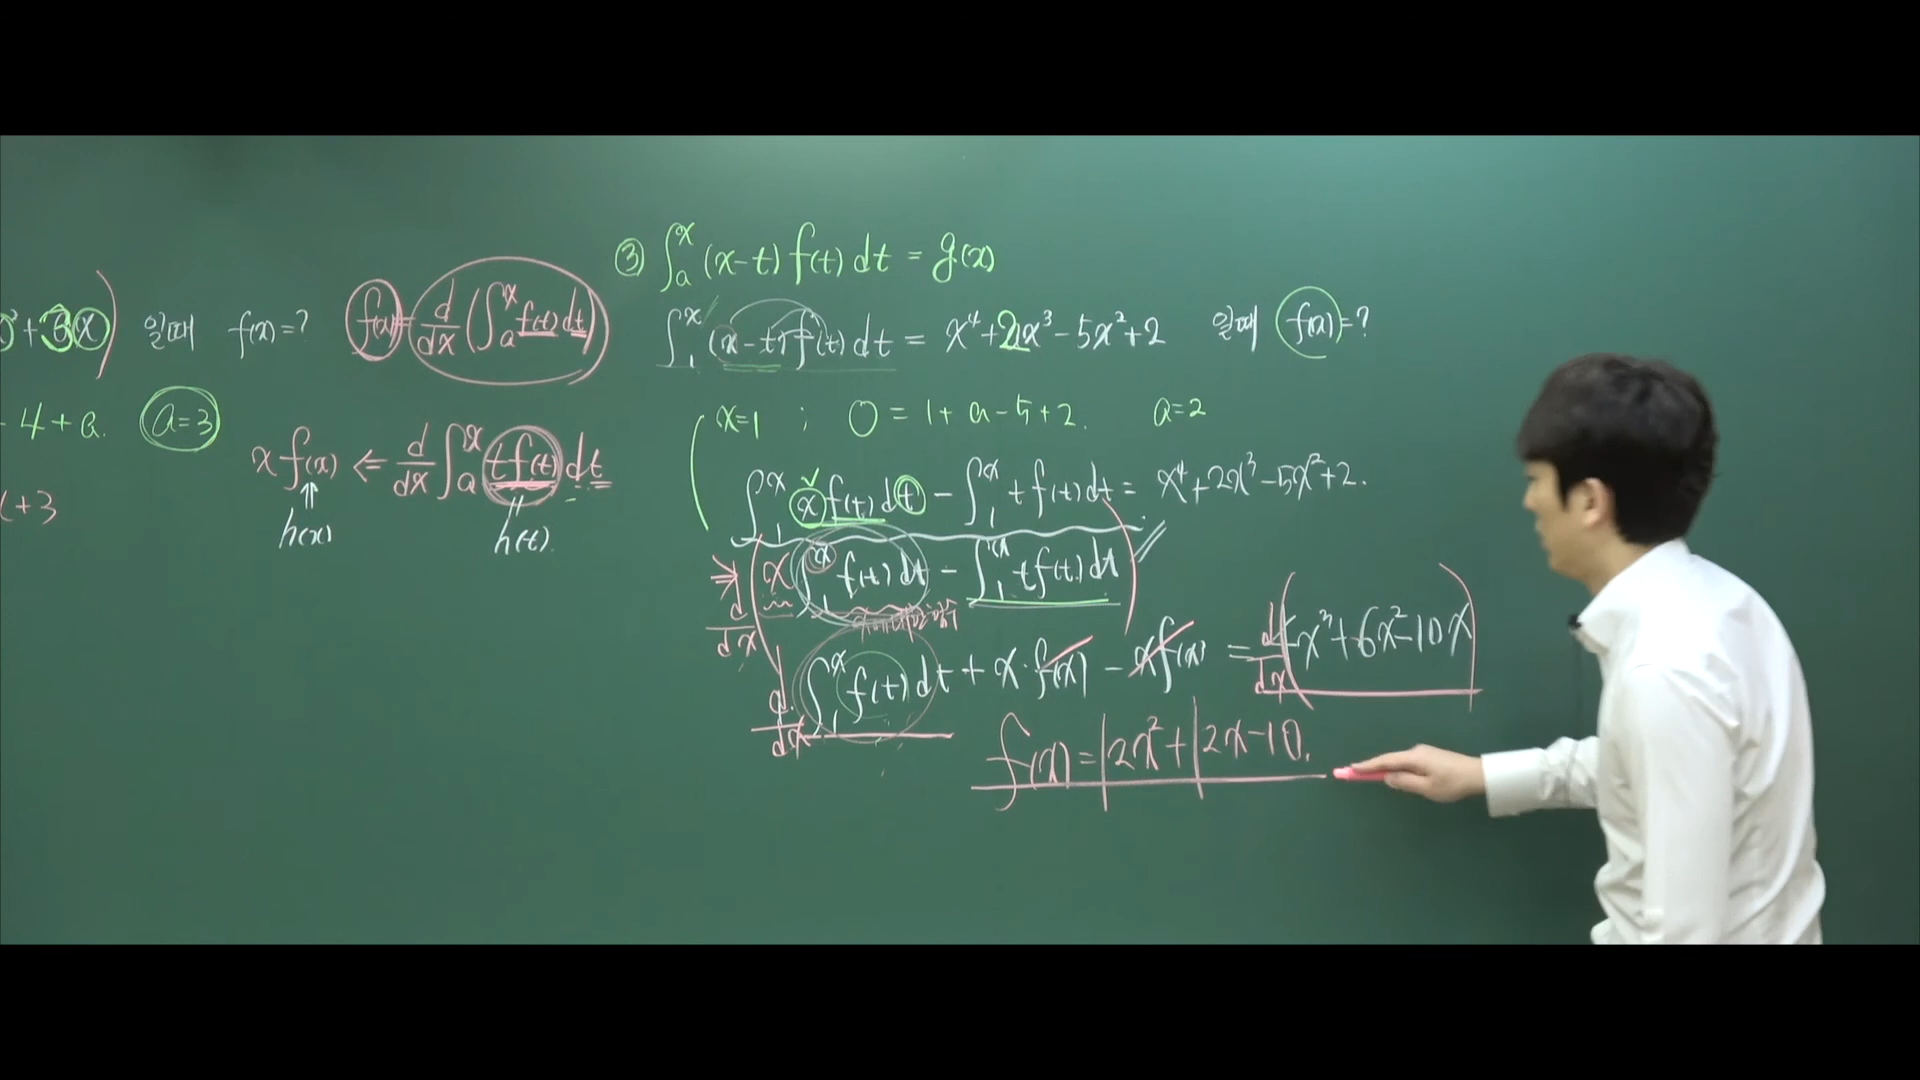 +3x) 일때 f(x)=? f(x)=d/dx(∫ₐˣ f(t)dt)
-4+a. a=3
x f(x) ⇐ d/dx ∫ₐˣ t f(t) dt
⇑ h(x) h(t).
x+3
③ ∫ₐˣ (x-t) f(t) dt = g(x)
∫₁ˣ (x-t) f(t) dt = x⁴+2x³-5x²+2 일때 f(x)=?
x=1 ; 0 = 1+a-5+2. a=2
∫₁ˣ x f(t) dt - ∫₁ˣ t f(t) dt = x⁴+2x³-5x²+2.
⇒ d/dx ( x ∫₁ˣ f(t) dt - ∫₁ˣ t f(t) dt )
d/dx ∫₁ˣ f(t) dt + x·f(x) - x f(x) = d/dx (4x³+6x²-10x)
f(x) = 12x²+12x-10.